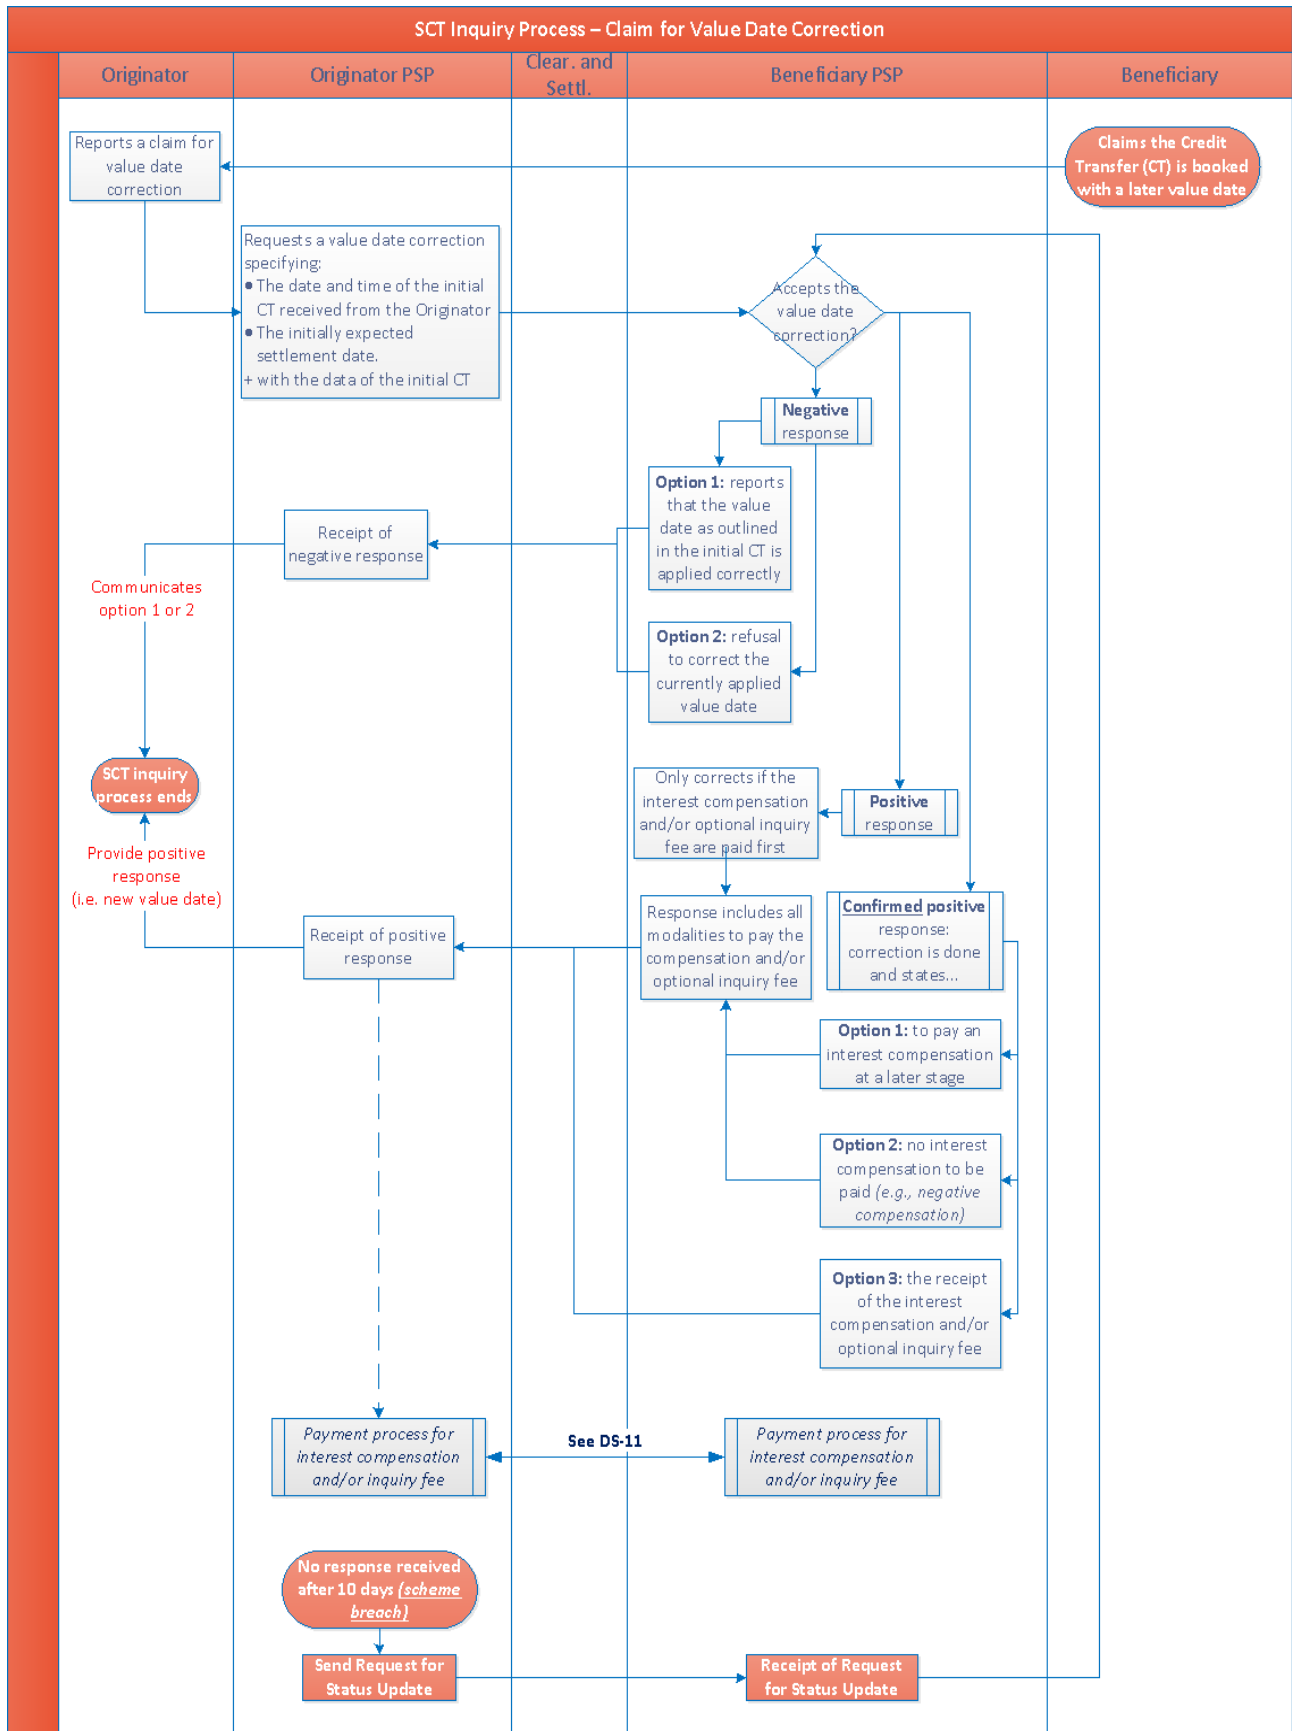 SCT Inquiry Process – Claim for Value Date Correction
Originator
Originator PSP
Clear. and
Settl.
Beneficiary PSP
Beneficiary
Reports a claim for
value date
correction
Claims the Credit
Transfer (CT) is booked
with a later value date
Requests a value date correction
specifying:
• The date and time of the initial
CT received from the Originator
• The initially expected
settlement date.
+ with the data of the initial CT
Accepts the
value date
correction?
Negative
response
Option 1: reports
that the value
date as outlined
in the initial CT is
applied correctly
Receipt of
negative response
Communicates
option 1 or 2
Option 2: refusal
to correct the
currently applied
value date
SCT inquiry
process ends
Only corrects if the
interest compensation
and/or optional inquiry
fee are paid first
Positive
response
Provide positive
response
(i.e. new value date)
Receipt of positive
response
Response includes all
modalities to pay the
compensation and/or
optional inquiry fee
Confirmed positive
response:
correction is done
and states...
Option 1: to pay an
interest compensation
at a later stage
Option 2: no interest
compensation to be
paid (e.g., negative
compensation)
Option 3: the receipt
of the interest
compensation and/or
optional inquiry fee
Payment process for
interest compensation
and/or inquiry fee
See DS-11
Payment process for
interest compensation
and/or inquiry fee
No response received
after 10 days (scheme
breach)
Send Request for
Status Update
Receipt of Request
for Status Update